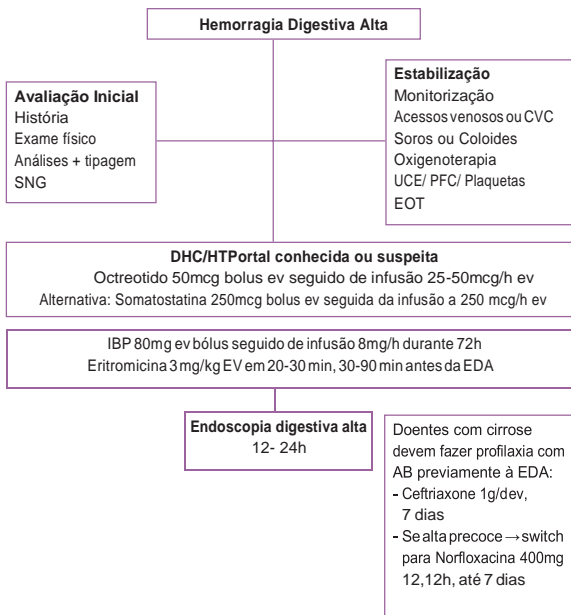 Hemorragia Digestiva Alta
Avaliação Inicial
História
Exame físico
Análises + tipagem
SNG
Estabilização
Monitorização
Acessos venosos ou CVC
Soros ou Coloides
Oxigenoterapia
UCE/ PFC/ Plaquetas
EOT
DHC/HTPortal conhecida ou suspeita
Octreotido 50mcg bolus ev seguido de infusão 25-50mcg/h ev
Alternativa: Somatostatina 250mcg bolus ev seguida da infusão a 250 mcg/h ev
IBP 80mg ev bólus seguido de infusão 8mg/h durante 72h
Eritromicina 3 mg/kg EV em 20-30 min, 30-90 min antes da EDA
Endoscopia digestiva alta
12- 24h
Doentes com cirrose
devem fazer profilaxia com
AB previamente à EDA:
- Ceftriaxone 1g/dev,
7 dias
- Se alta precoce → switch
para Norfloxacina 400mg
12,12h, até 7 dias